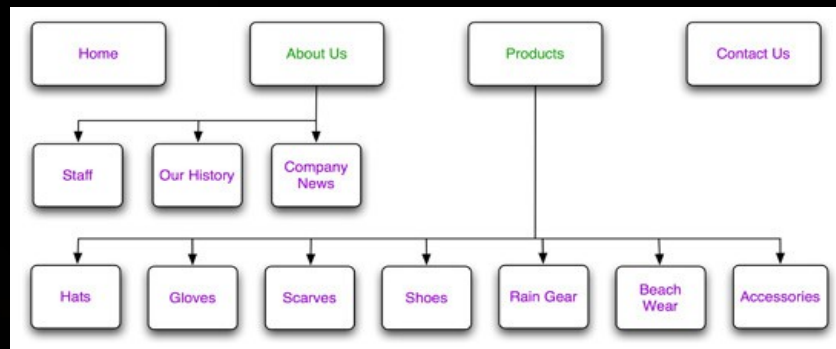 Home
About Us
Products
Contact Us
Staff
Our History
Company
News
Hats
Gloves
Scarves
Shoes
Rain Gear
Beach
Wear
Accessories